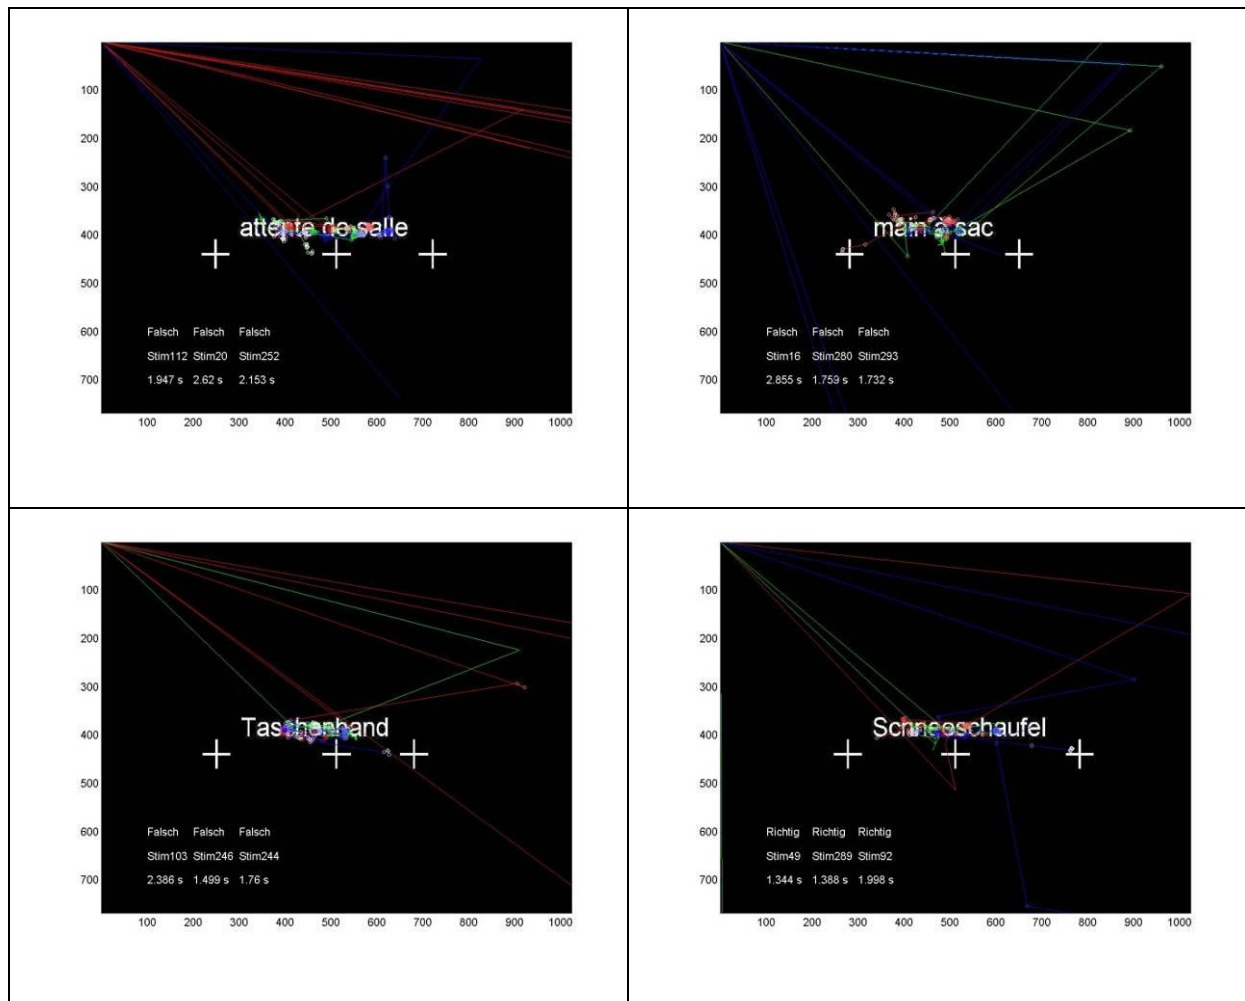 100
200
300
attente de salle
400
500
600
Falsch Falsch Falsch
Stim112 Stim20 Stim252
700
1.947 s 2.62 s 2.153 s
100 200 300 400 500 600 700 800 900 1000
100
200
300
main à sac
400
500
600
Falsch Falsch Falsch
Stim16 Stim280 Stim293
700
2.855 s 1.759 s 1.732 s
100 200 300 400 500 600 700 800 900 1000
100
200
300
Taschenband
400
500
600
Falsch Falsch Falsch
Stim103 Stim246 Stim244
700
2.386 s 1.499 s 1.76 s
100 200 300 400 500 600 700 800 900 1000
100
200
300
Schneeschaufel
400
500
600
Richtig Richtig Richtig
Stim49 Stim289 Stim92
700
1.344 s 1.388 s 1.998 s
100 200 300 400 500 600 700 800 900 1000